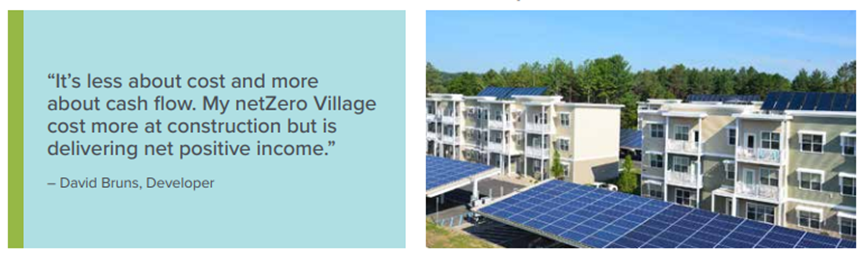 “It’s less about cost and more
about cash flow. My netZero Village
cost more at construction but is
delivering net positive income.”
– David Bruns, Developer